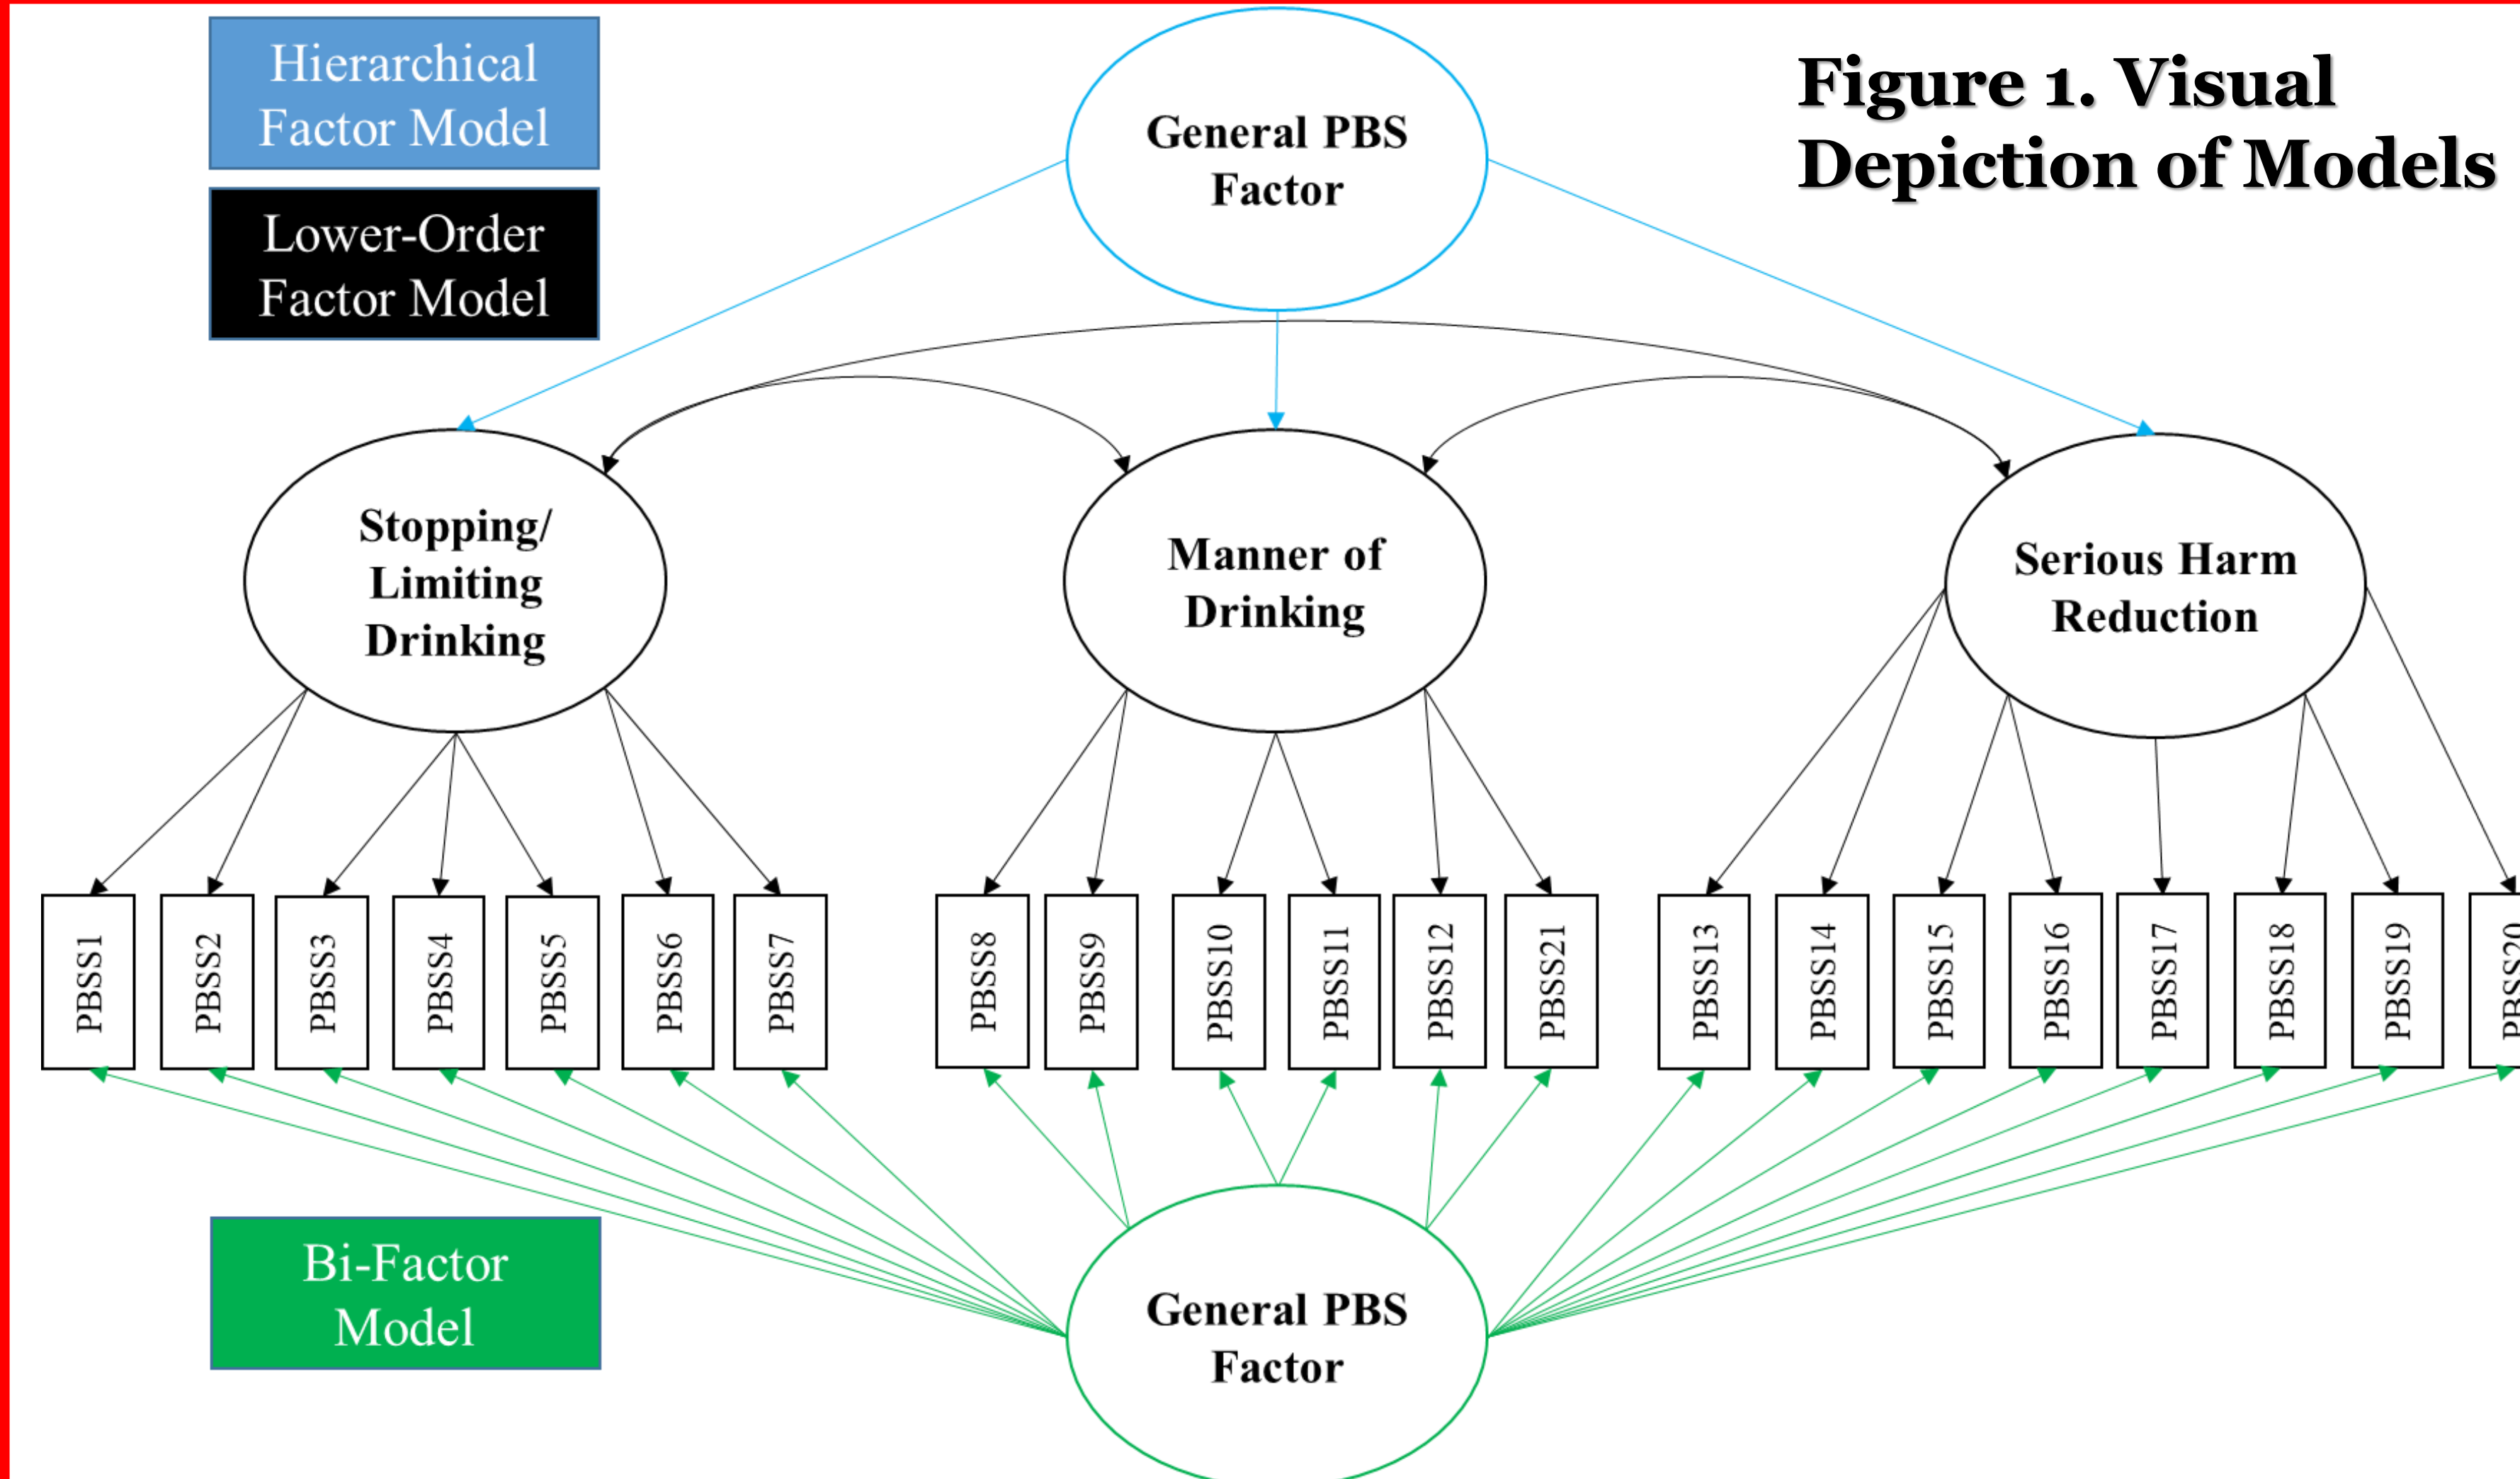 Hierarchical
Factor Model
Lower-Order
Factor Model
General PBS
Factor
Figure 1. Visual
Depiction of Models
Stopping/
Limiting
Drinking
Manner of
Drinking
Serious Harm
Reduction
PBSS1
PBSS2
PBSS3
PBSS4
PBSS5
PBSS6
PBSS7
PBSS8
PBSS9
PBSS10
PBSS11
PBSS12
PBSS21
PBSS13
PBSS14
PBSS15
PBSS16
PBSS17
PBSS18
PBSS19
PBSS20
Bi-Factor
Model
General PBS
Factor